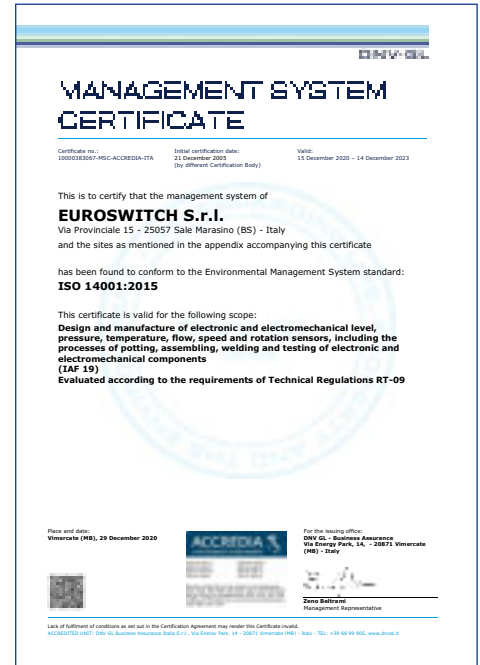 DNV·GL
MANAGEMENT SYSTEM
CERTIFICATE
Certificate no.:
10000383067-MSC-ACCREDIA-ITA
Initial certification date:
21 December 2005
(by different Certification Body)
Valid:
15 December 2020 – 14 December 2023
This is to certify that the management system of
EUROSWITCH S.r.l.
Via Provinciale 15 - 25057 Sale Marasino (BS) - Italy
and the sites as mentioned in the appendix accompanying this certificate
has been found to conform to the Environmental Management System standard:
ISO 14001:2015
This certificate is valid for the following scope:
Design and manufacture of electronic and electromechanical level,
pressure, temperature, flow, speed and rotation sensors, including the
processes of potting, assembling, welding and testing of electronic and
electromechanical components
(IAF 19)
Evaluated according to the requirements of Technical Regulations RT-09
Place and date:
Vimercate (MB), 29 December 2020
ACCREDIA
For the issuing office:
DNV GL - Business Assurance
Via Energy Park, 14, - 20871 Vimercate
(MB) - Italy
Zeno Beltrami
Management Representative
Lack of fulfilment of conditions as set out in the Certification Agreement may render this Certificate invalid.
ACCREDITED UNIT: DNV GL Business Assurance Italia S.r.l., Via Energy Park, 14 - 20871 Vimercate (MB) - Italy - TEL: +39 68 99 905. www.dnvgl.it